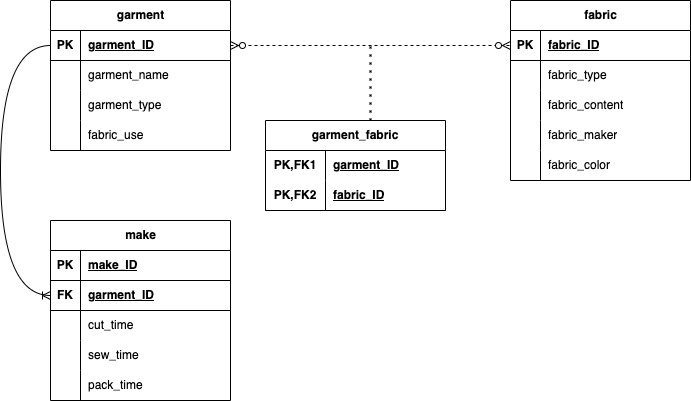 garment
PK garment_ID
garment_name
garment_type
fabric_use
fabric
PK fabric_ID
fabric_type
fabric_content
fabric_maker
fabric_color
garment_fabric
PK,FK1 garment_ID
PK,FK2 fabric_ID
make
PK make_ID
FK garment_ID
cut_time
sew_time
pack_time